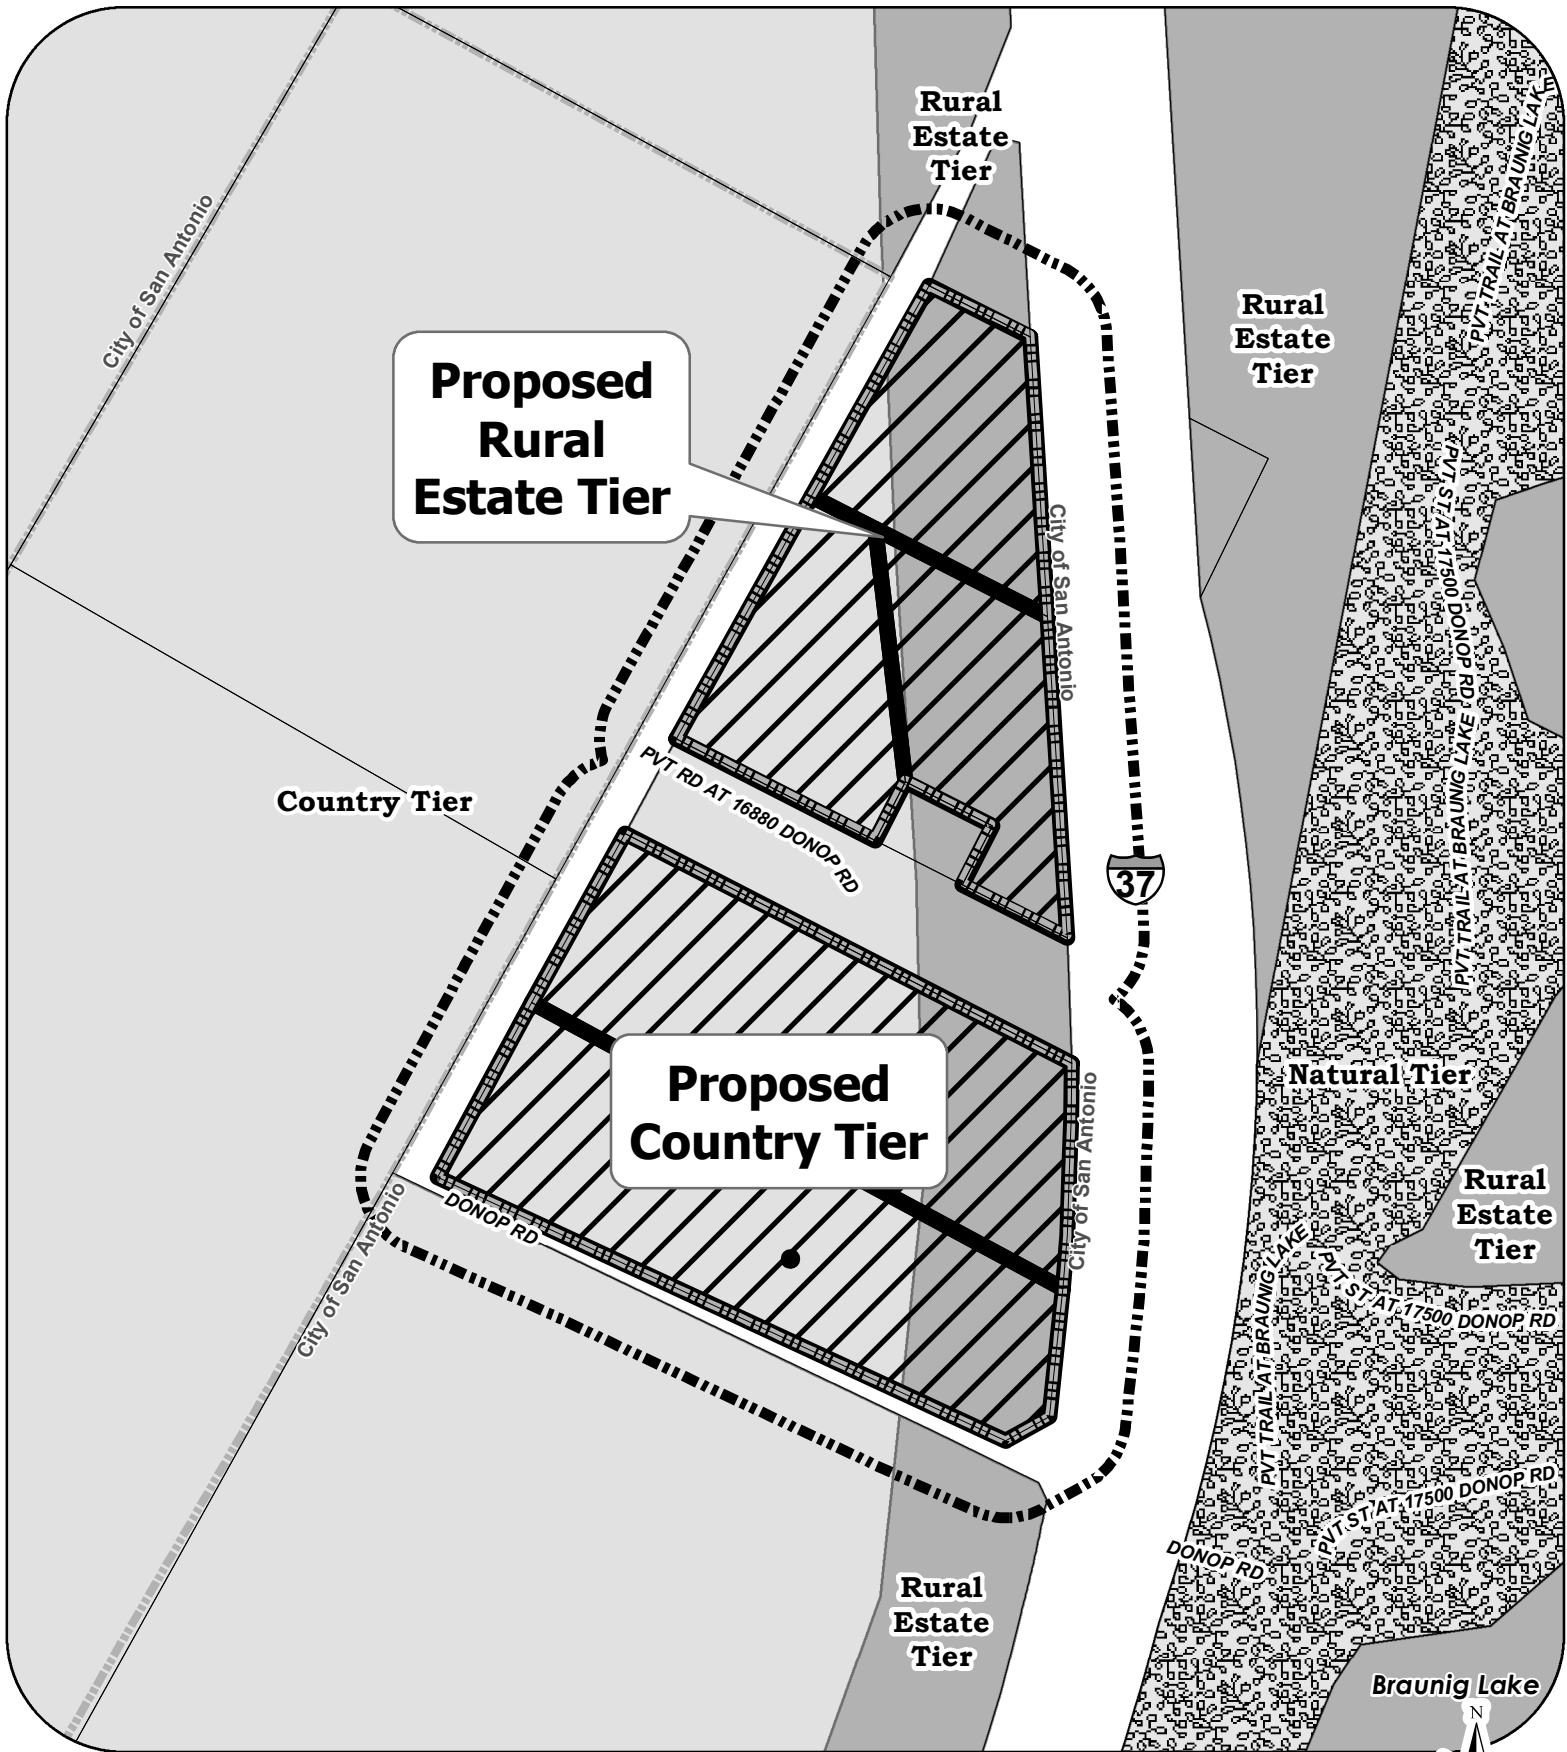 Rural
Estate
Tier
PVT TRAIL AT BRAUNIG LAKE
City of San Antonio
Rural
Estate
Tier
Proposed
Rural
Estate Tier
PVT ST AT 17500 DONOP RD
City of San Antonio
PVT TRAIL AT BRAUNIG LAKE
PVT RD AT 16880 DONOP RD
Country Tier
37
Proposed
Country Tier
Natural Tier
City of San Antonio
Rural
Estate
Tier
DONOP RD
City of San Antonio
PVT TRAIL AT BRAUNIG LAKE
PVT ST AT 17500 DONOP RD
PVT ST AT 17500 DONOP RD
DONOP RD
Rural
Estate
Tier
Braunig Lake
N